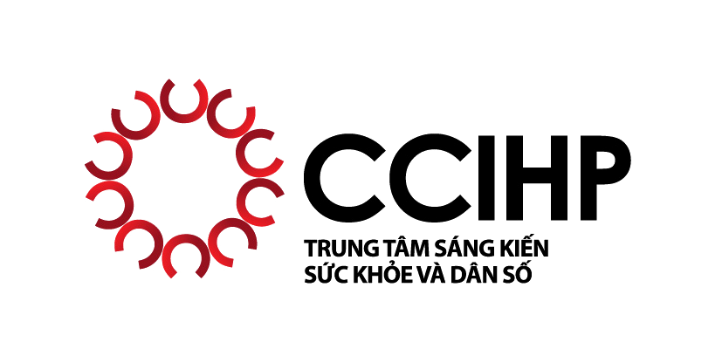 CCIHP
TRUNG TÂM SÁNG KIẾN
SỨC KHỎE VÀ DÂN SỐ